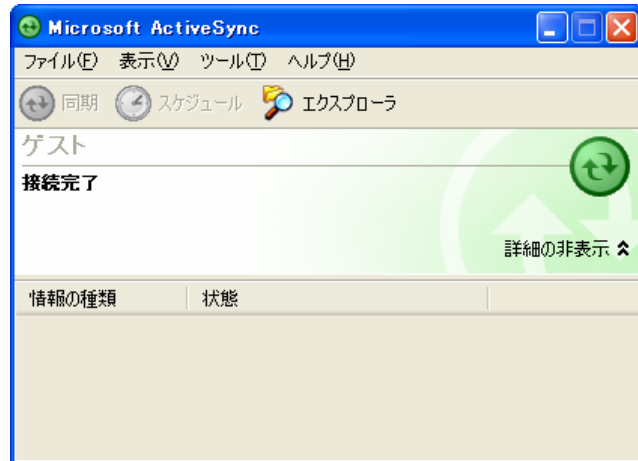 Microsoft ActiveSync
ファイル(F) 表示(V) ツール(T) ヘルプ(H)
同期 スケジュール エクスプローラ
ゲスト
接続完了
詳細の非表示
情報の種類 状態